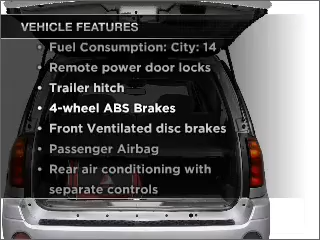 VEHICLE FEATURES
• Fuel Consumption: City: 14
• Remote power door locks
• Trailer hitch
• 4-wheel ABS Brakes
• Front Ventilated disc brakes
• Passenger Airbag
• Rear air conditioning with
separate controls